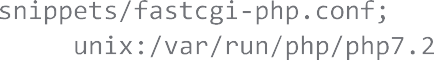 snippets/fastcgi-php.conf;
unix:/var/run/php/php7.2